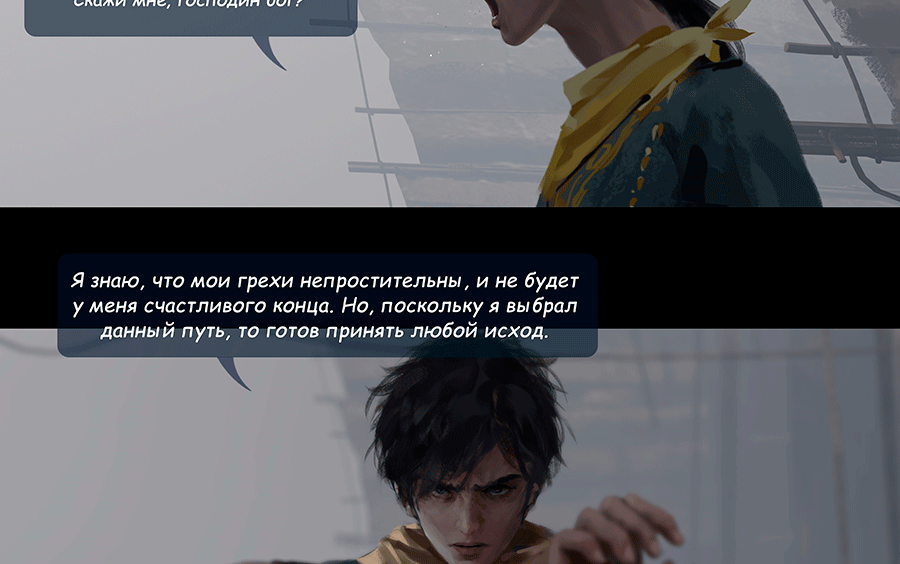 скажи мне, господин бог?
Я знаю, что мои грехи непростительны, и не будет
у меня счастливого конца. Но, поскольку я выбрал
данный путь, то готов принять любой исход.